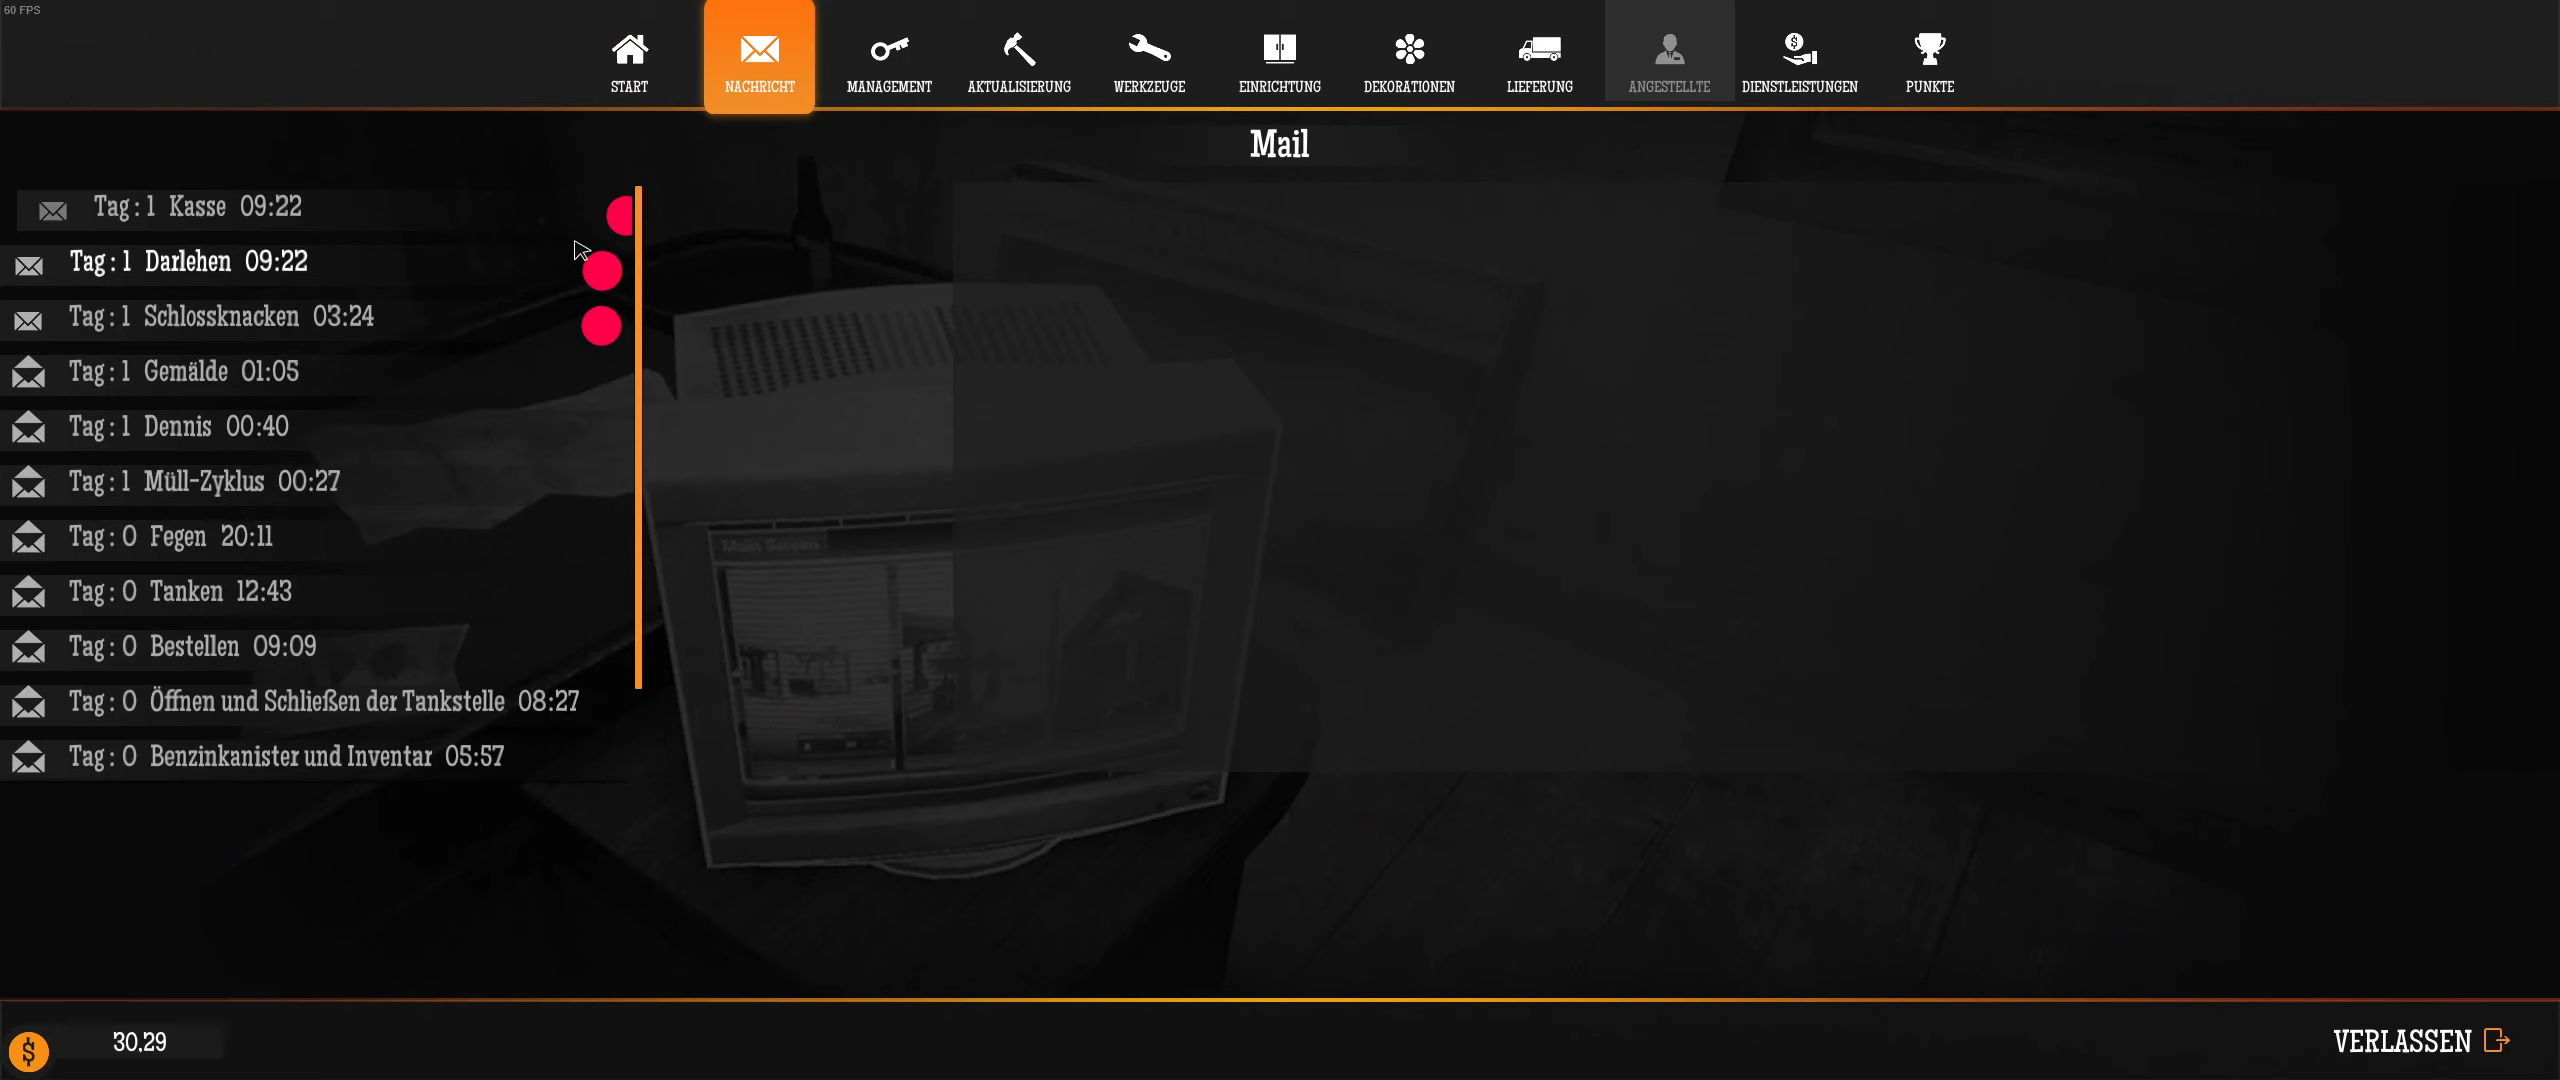 60 FPS
START
NACHRICHT
MANAGEMENT
AKTUALISIERUNG
WERKZEUGE
EINRICHTUNG
DEKORATIONEN
LIEFERUNG
ANGESTELLTE
DIENSTLEISTUNGEN
PUNKTE
Mail
Tag : 1 Kasse 09:22
Tag : 1 Darlehen 09:22
Tag : 1 Schlossknacken 03:24
Tag : 1 Gemälde 01:05
Tag : 1 Dennis 00:40
Tag : 1 Müll-Zyklus 00:27
Tag : 0 Fegen 20:11
Tag : 0 Tanken 12:43
Tag : 0 Bestellen 09:09
Tag : 0 Öffnen und Schließen der Tankstelle 08:27
Tag : 0 Benzinkanister und Inventar 05:57
Main Screen
$ 30,29
VERLASSEN